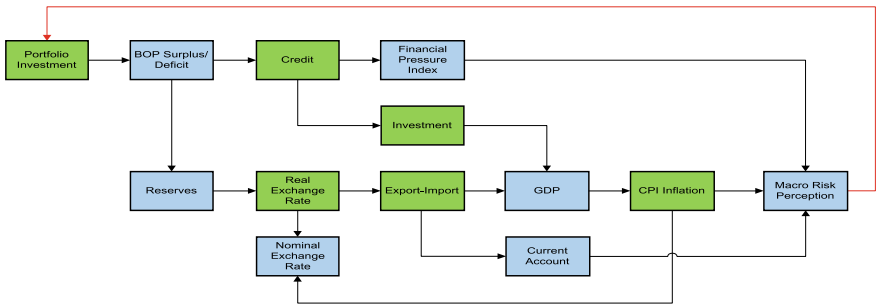 Portfolio
Investment
BOP Surplus/
Deficit
Credit
Financial
Pressure
Index
Investment
Reserves
Real
Exchange
Rate
Export-Import
GDP
CPI Inflation
Macro Risk
Perception
Nominal
Exchange
Rate
Current
Account